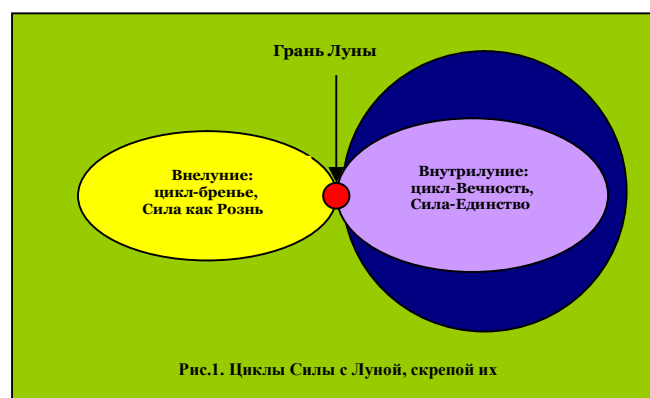 Грань Луны
Внелуние:
цикл-бренье,
Сила как Рознь
Внутрилуние:
цикл-Вечность,
Сила-Единство
Рис.1. Циклы Силы с Луной, скрепой их